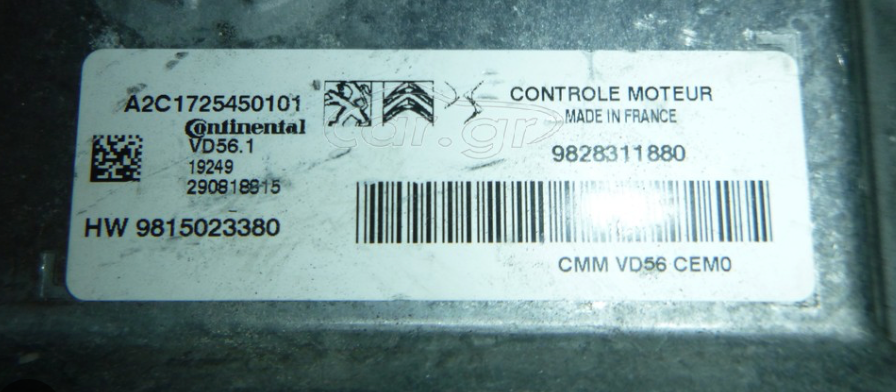 A2C1725450101
Continental
VD56.1
19249
290818815
HW 9815023380
CONTROLE MOTEUR
MADE IN FRANCE
9828311880
CMM VD56 CEM0
car.gr